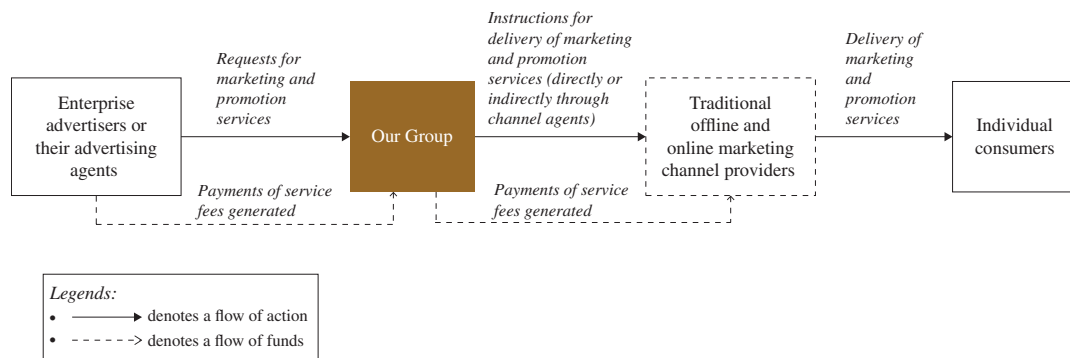 Requests for
marketing and
promotion
services
Instructions for
delivery of marketing
and promotion
services (directly or
indirectly through
channel agents)
Delivery of
marketing
and
promotion
services
Enterprise
advertisers or
their advertising
agents
Our Group
Traditional
offline and
online marketing
channel providers
Individual
consumers
Payments of service
fees generated
Payments of service
fees generated
Legends:
• denotes a flow of action
• denotes a flow of funds